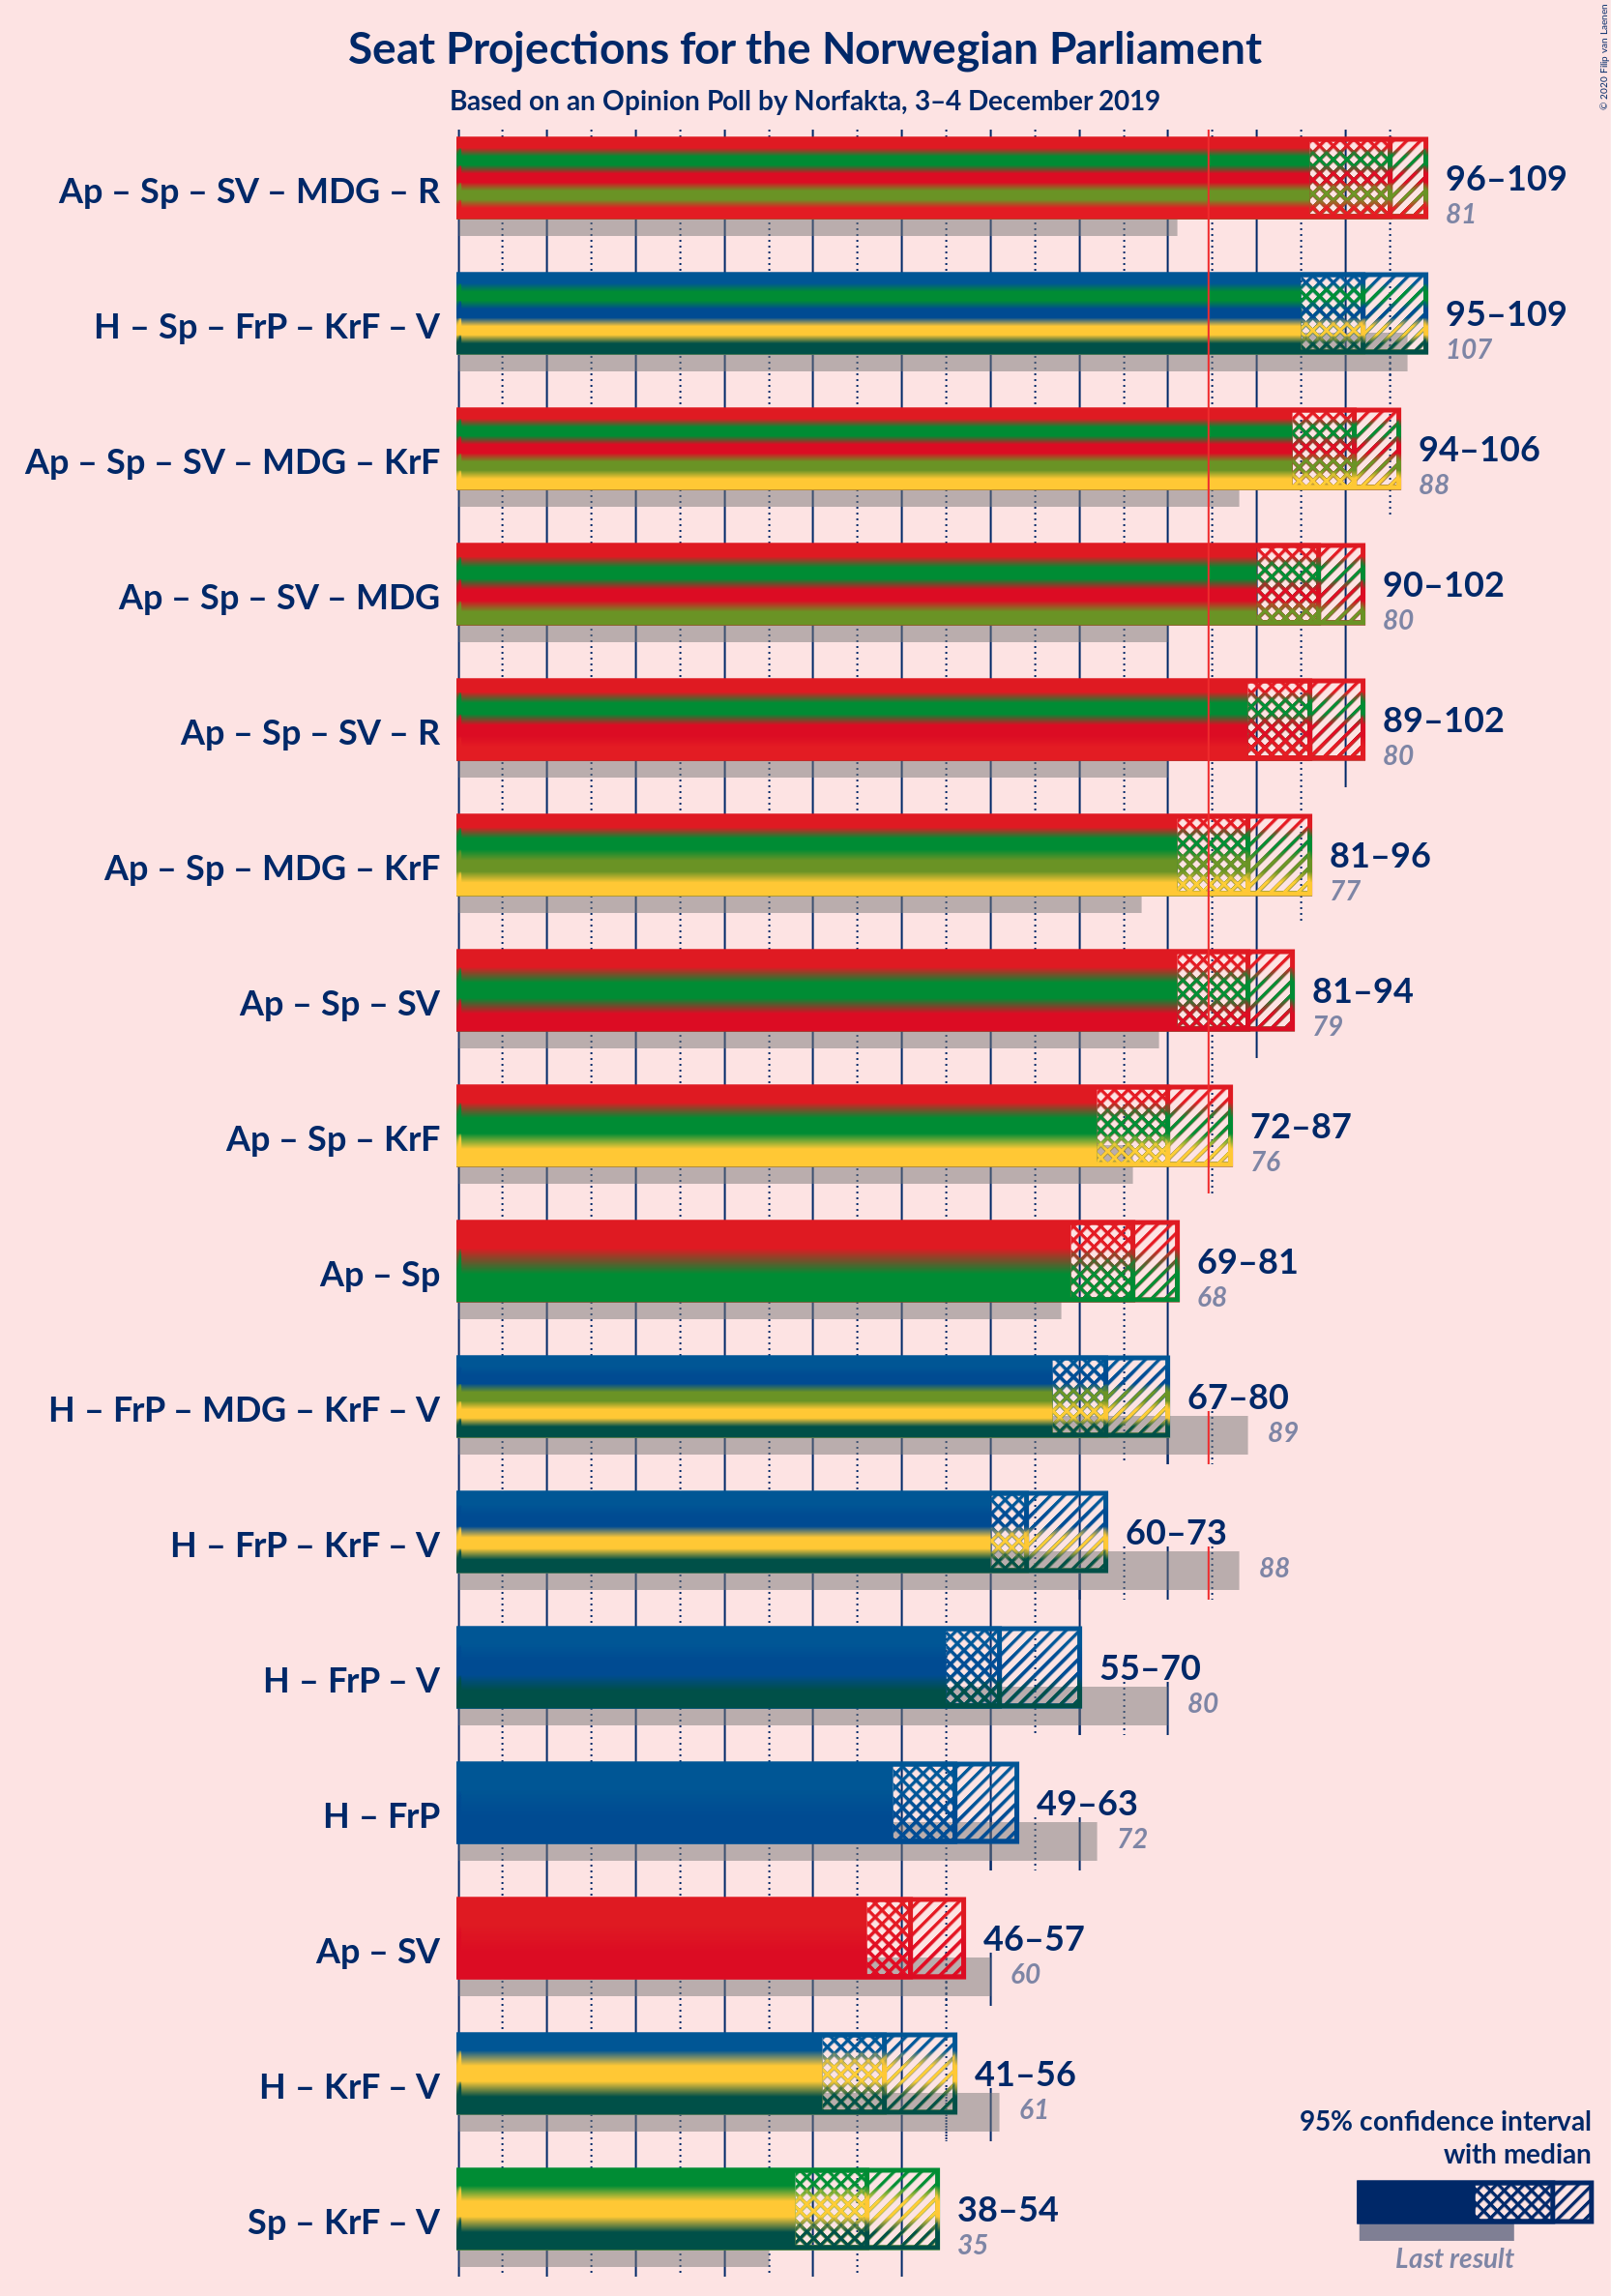 Seat Projections for the Norwegian Parliament
Based on an Opinion Poll by Norfakta, 3–4 December 2019
© 2020 Filip van Laenen
Ap – Sp – SV – MDG – R
96–109
81
H – Sp – FrP – KrF – V
95–109
107
Ap – Sp – SV – MDG – KrF
94–106
88
Ap – Sp – SV – MDG
90–102
80
Ap – Sp – SV – R
89–102
80
Ap – Sp – MDG – KrF
81–96
77
Ap – Sp – SV
81–94
79
Ap – Sp – KrF
72–87
76
Ap – Sp
69–81
68
H – FrP – MDG – KrF – V
67–80
89
H – FrP – KrF – V
60–73
88
H – FrP – V
55–70
80
H – FrP
49–63
72
Ap – SV
46–57
60
H – KrF – V
41–56
61
Sp – KrF – V
38–54
35
95% confidence interval
with median
Last result